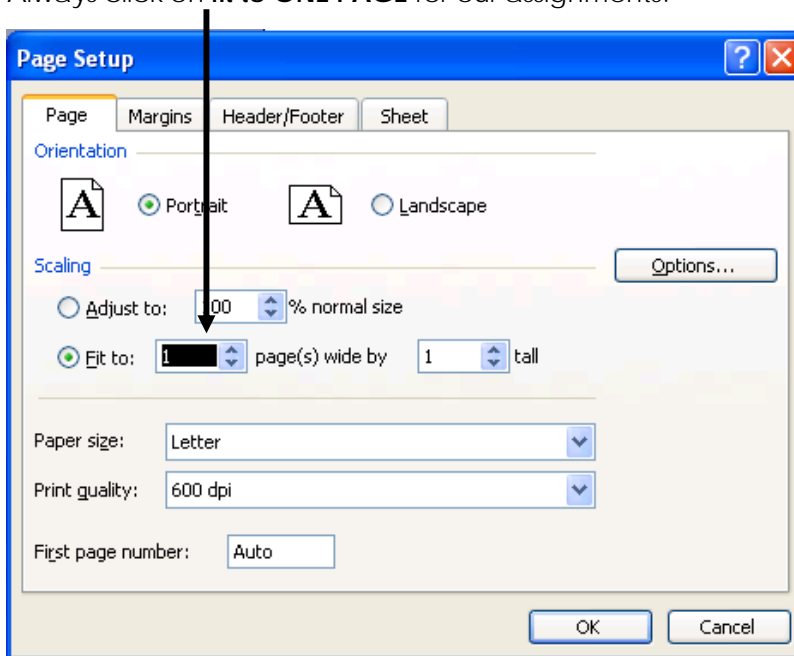 Always click on fit to ONE PAGE for our assignments.
Page Setup
Page Margins Header/Footer Sheet
Orientation
A Portrait A Landscape
Scaling
Options...
Adjust to: 100 % normal size
Fit to: 1 page(s) wide by 1 tall
Paper size: Letter
Print quality: 600 dpi
First page number: Auto
OK Cancel